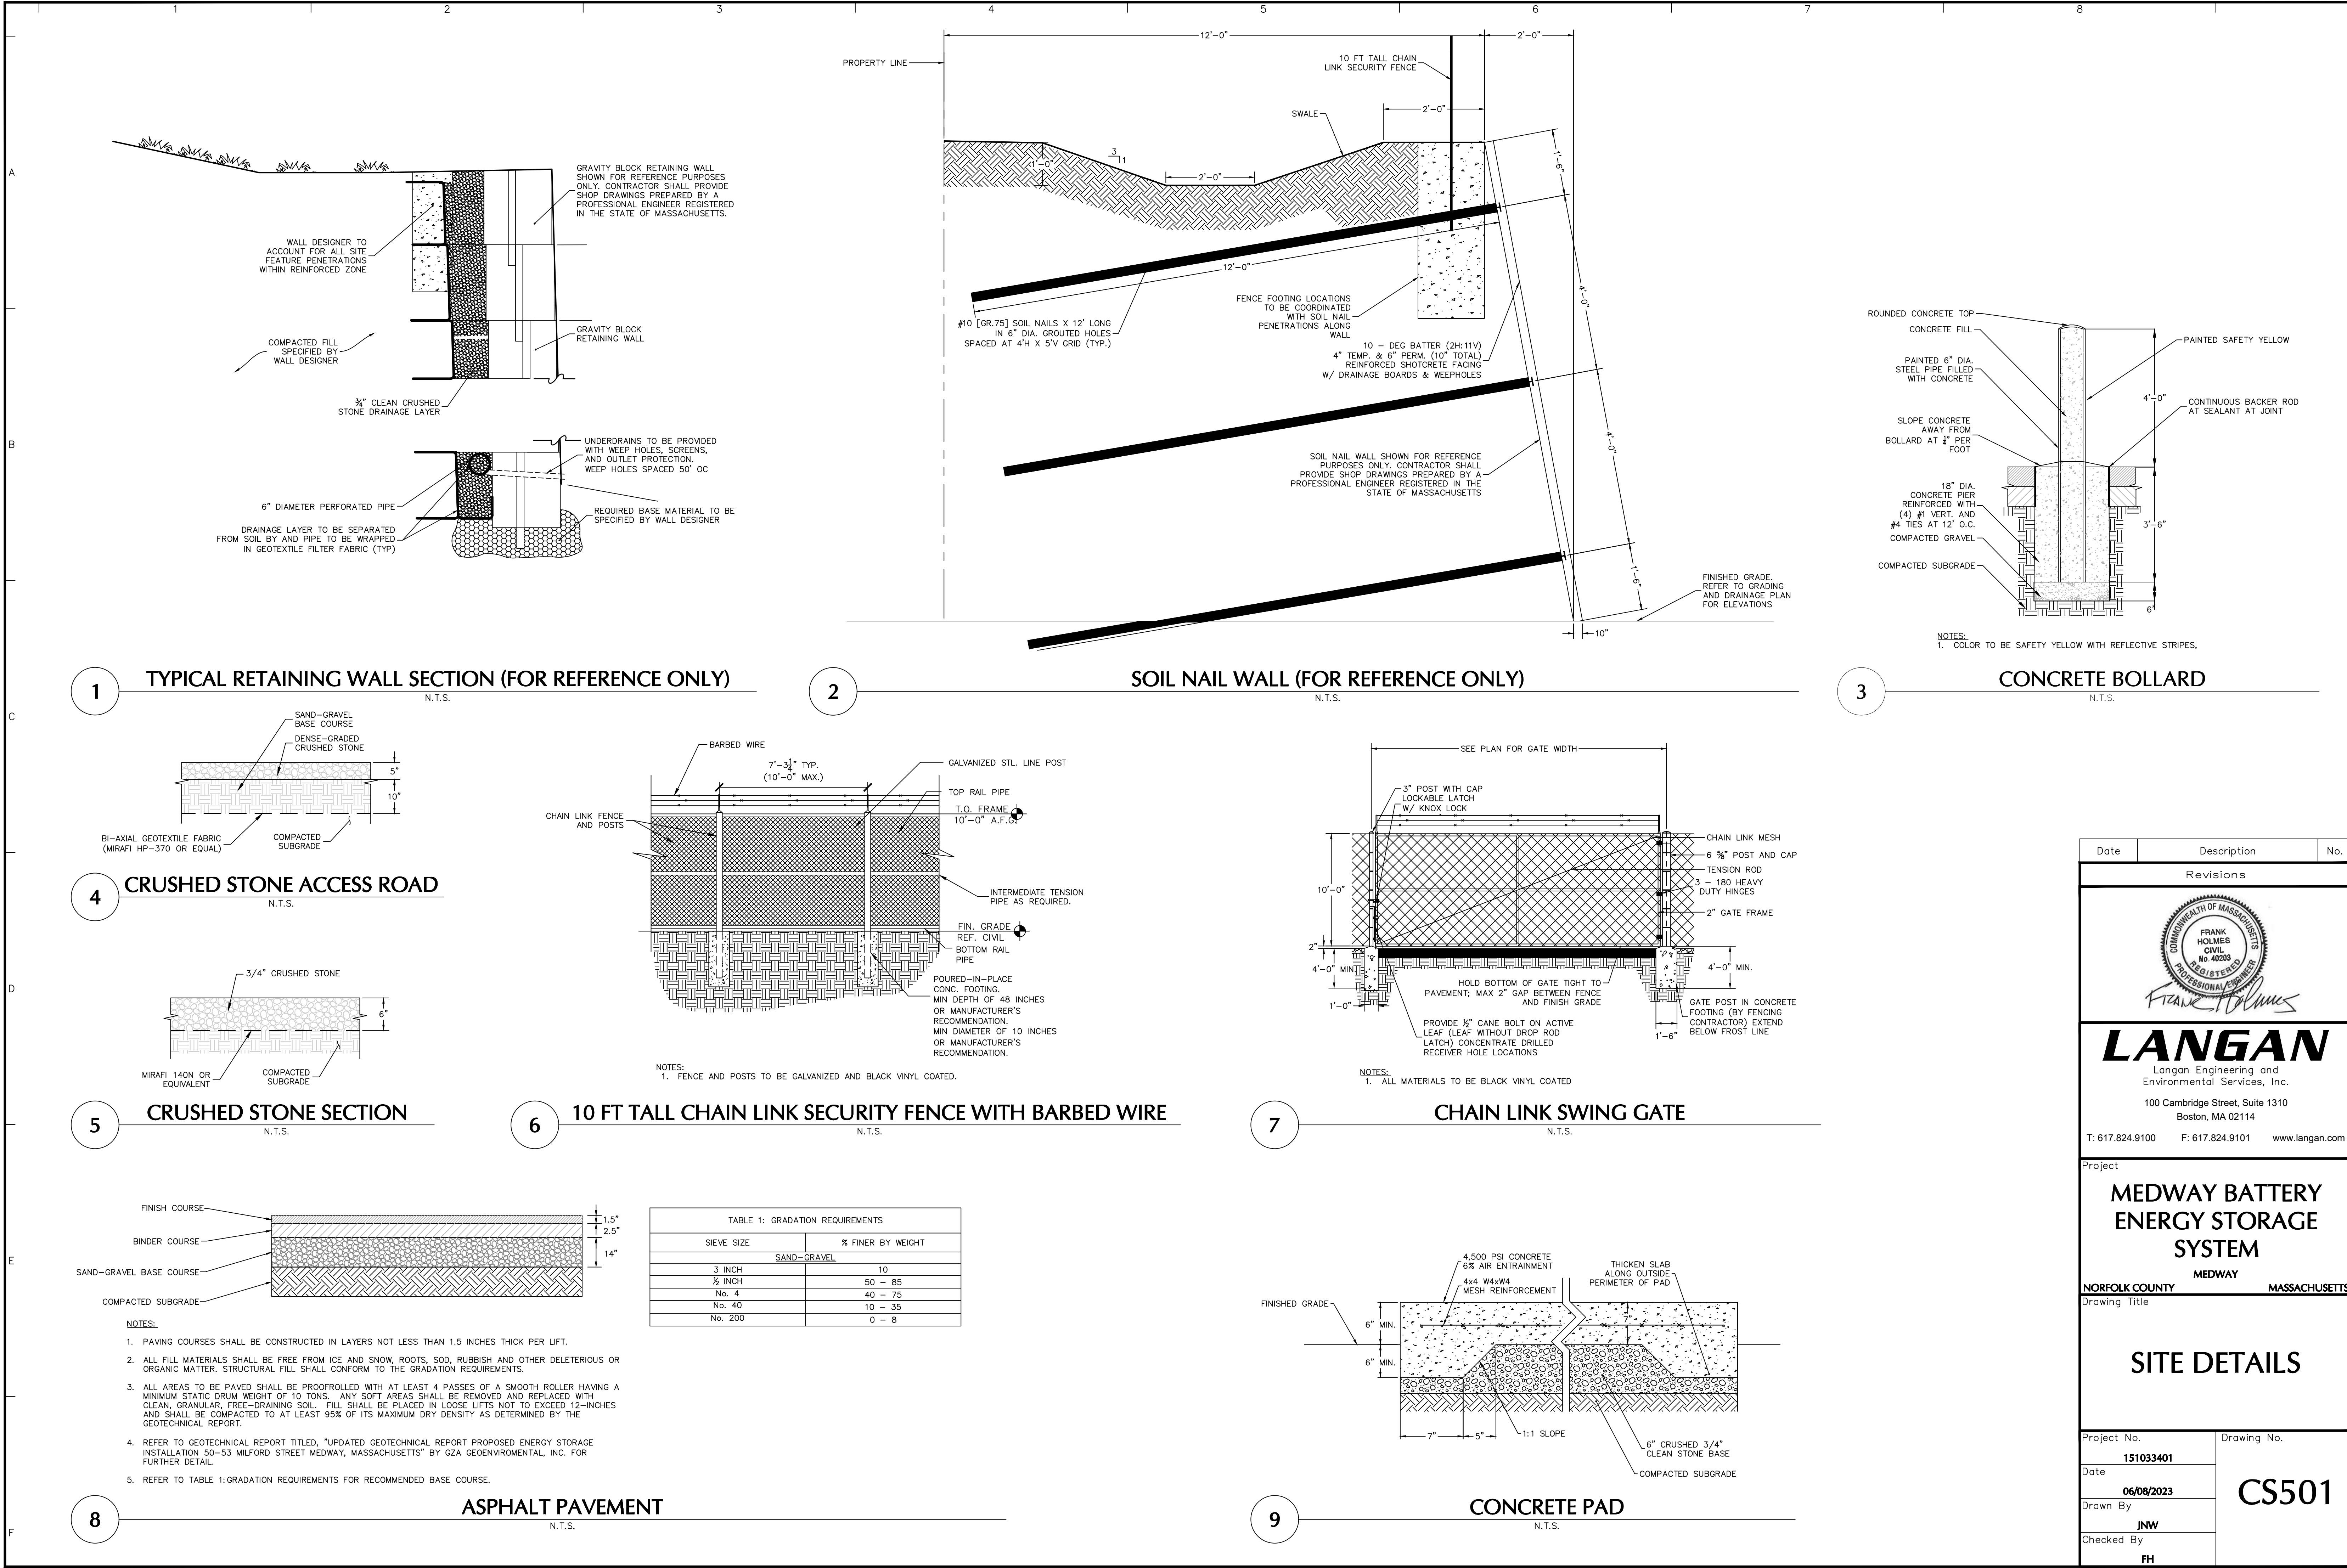 1 2 3 4 5 6 7 8
A
B
C
D
E
F
GRAVITY BLOCK RETAINING WALL
SHOWN FOR REFERENCE PURPOSES
ONLY. CONTRACTOR SHALL PROVIDE
SHOP DRAWINGS PREPARED BY A
PROFESSIONAL ENGINEER REGISTERED
IN THE STATE OF MASSACHUSETTS.
WALL DESIGNER TO
ACCOUNT FOR ALL SITE
FEATURE PENETRATIONS
WITHIN REINFORCED ZONE
GRAVITY BLOCK
RETAINING WALL
COMPACTED FILL
SPECIFIED BY
WALL DESIGNER
¾" CLEAN CRUSHED
STONE DRAINAGE LAYER
UNDERDRAINS TO BE PROVIDED
WITH WEEP HOLES, SCREENS,
AND OUTLET PROTECTION.
WEEP HOLES SPACED 50' OC
6" DIAMETER PERFORATED PIPE
REQUIRED BASE MATERIAL TO BE
SPECIFIED BY WALL DESIGNER
DRAINAGE LAYER TO BE SEPARATED
FROM SOIL BY AND PIPE TO BE WRAPPED
IN GEOTEXTILE FILTER FABRIC (TYP)
1
TYPICAL RETAINING WALL SECTION (FOR REFERENCE ONLY)
N.T.S.
12'-0"
2'-0"
PROPERTY LINE
10 FT TALL CHAIN
LINK SECURITY FENCE
2'-0"
SWALE
3
1
1'-0"
2'-0"
1'-6"
12'-0"
4'-0"
FENCE FOOTING LOCATIONS
TO BE COORDINATED
WITH SOIL NAIL
PENETRATIONS ALONG
WALL
#10 [GR.75] SOIL NAILS X 12' LONG
IN 6" DIA. GROUTED HOLES
SPACED AT 4'H X 5'V GRID (TYP.)
10 - DEG BATTER (2H:11V)
4" TEMP. & 6" PERM. (10" TOTAL)
REINFORCED SHOTCRETE FACING
W/ DRAINAGE BOARDS & WEEPHOLES
4'-0"
SOIL NAIL WALL SHOWN FOR REFERENCE
PURPOSES ONLY. CONTRACTOR SHALL
PROVIDE SHOP DRAWINGS PREPARED BY A
PROFESSIONAL ENGINEER REGISTERED IN THE
STATE OF MASSACHUSETTS
1'-6"
FINISHED GRADE.
REFER TO GRADING
AND DRAINAGE PLAN
FOR ELEVATIONS
10"
2
SOIL NAIL WALL (FOR REFERENCE ONLY)
N.T.S.
ROUNDED CONCRETE TOP
CONCRETE FILL
PAINTED SAFETY YELLOW
PAINTED 6" DIA.
STEEL PIPE FILLED
WITH CONCRETE
4'-0"
CONTINUOUS BACKER ROD
AT SEALANT AT JOINT
SLOPE CONCRETE
AWAY FROM
BOLLARD AT ¼" PER
FOOT
18" DIA.
CONCRETE PIER
REINFORCED WITH
(4) #1 VERT. AND
#4 TIES AT 12' O.C.
3'-6"
COMPACTED GRAVEL
COMPACTED SUBGRADE
6"
NOTES:
1. COLOR TO BE SAFETY YELLOW WITH REFLECTIVE STRIPES,
3
CONCRETE BOLLARD
N.T.S.
SAND-GRAVEL
BASE COURSE
DENSE-GRADED
CRUSHED STONE
5"
10"
BI-AXIAL GEOTEXTILE FABRIC
(MIRAFI HP-370 OR EQUAL)
COMPACTED
SUBGRADE
4
CRUSHED STONE ACCESS ROAD
N.T.S.
3/4" CRUSHED STONE
6"
MIRAFI 140N OR
EQUIVALENT
COMPACTED
SUBGRADE
5
CRUSHED STONE SECTION
N.T.S.
BARBED WIRE
7'-3¼" TYP.
(10'-0" MAX.)
GALVANIZED STL. LINE POST
TOP RAIL PIPE
T.O. FRAME
10'-0" A.F.G.
CHAIN LINK FENCE
AND POSTS
INTERMEDIATE TENSION
PIPE AS REQUIRED.
FIN. GRADE
REF. CIVIL
BOTTOM RAIL
PIPE
POURED-IN-PLACE
CONC. FOOTING.
MIN DEPTH OF 48 INCHES
OR MANUFACTURER'S
RECOMMENDATION.
MIN DIAMETER OF 10 INCHES
OR MANUFACTURER'S
RECOMMENDATION.
NOTES:
1. FENCE AND POSTS TO BE GALVANIZED AND BLACK VINYL COATED.
6
10 FT TALL CHAIN LINK SECURITY FENCE WITH BARBED WIRE
N.T.S.
SEE PLAN FOR GATE WIDTH
3" POST WITH CAP
LOCKABLE LATCH
W/ KNOX LOCK
CHAIN LINK MESH
6 ⅝" POST AND CAP
TENSION ROD
3 - 180 HEAVY
DUTY HINGES
2" GATE FRAME
10'-0"
2"
4'-0" MIN.
4'-0" MIN.
HOLD BOTTOM OF GATE TIGHT TO
PAVEMENT; MAX 2" GAP BETWEEN FENCE
AND FINISH GRADE
1'-0"
1'-6"
GATE POST IN CONCRETE
FOOTING (BY FENCING
CONTRACTOR) EXTEND
BELOW FROST LINE
PROVIDE ½" CANE BOLT ON ACTIVE
LEAF (LEAF WITHOUT DROP ROD
LATCH) CONCENTRATE DRILLED
RECEIVER HOLE LOCATIONS
NOTES:
1. ALL MATERIALS TO BE BLACK VINYL COATED
7
CHAIN LINK SWING GATE
N.T.S.
FINISH COURSE
BINDER COURSE
SAND-GRAVEL BASE COURSE
COMPACTED SUBGRADE
1.5"
2.5"
14"
TABLE 1: GRADATION REQUIREMENTS
SIEVE SIZE % FINER BY WEIGHT
SAND-GRAVEL
3 INCH 10
½ INCH 50 - 85
No. 4 40 - 75
No. 40 10 - 35
No. 200 0 - 8
NOTES:
1. PAVING COURSES SHALL BE CONSTRUCTED IN LAYERS NOT LESS THAN 1.5 INCHES THICK PER LIFT.
2. ALL FILL MATERIALS SHALL BE FREE FROM ICE AND SNOW, ROOTS, SOD, RUBBISH AND OTHER DELETERIOUS OR
ORGANIC MATTER. STRUCTURAL FILL SHALL CONFORM TO THE GRADATION REQUIREMENTS.
3. ALL AREAS TO BE PAVED SHALL BE PROOFROLLED WITH AT LEAST 4 PASSES OF A SMOOTH ROLLER HAVING A
MINIMUM STATIC DRUM WEIGHT OF 10 TONS. ANY SOFT AREAS SHALL BE REMOVED AND REPLACED WITH
CLEAN, GRANULAR, FREE-DRAINING SOIL. FILL SHALL BE PLACED IN LOOSE LIFTS NOT TO EXCEED 12-INCHES
AND SHALL BE COMPACTED TO AT LEAST 95% OF ITS MAXIMUM DRY DENSITY AS DETERMINED BY THE
GEOTECHNICAL REPORT.
4. REFER TO GEOTECHNICAL REPORT TITLED, "UPDATED GEOTECHNICAL REPORT PROPOSED ENERGY STORAGE
INSTALLATION 50-53 MILFORD STREET MEDWAY, MASSACHUSETTS" BY GZA GEOENVIROMENTAL, INC. FOR
FURTHER DETAIL.
5. REFER TO TABLE 1: GRADATION REQUIREMENTS FOR RECOMMENDED BASE COURSE.
8
ASPHALT PAVEMENT
N.T.S.
4,500 PSI CONCRETE
6% AIR ENTRAINMENT
4x4 W4xW4
MESH REINFORCEMENT
THICKEN SLAB
ALONG OUTSIDE
PERIMETER OF PAD
FINISHED GRADE
6" MIN.
7"
6" MIN.
7"
5"
1:1 SLOPE
6" CRUSHED 3/4"
CLEAN STONE BASE
COMPACTED SUBGRADE
9
CONCRETE PAD
N.T.S.
Date Description No.
Revisions
COMMONWEALTH OF MASSACHUSETTS
FRANK
HOLMES
CIVIL
No. 40203
REGISTERED
PROFESSIONAL ENGINEER
Frank Holmes
LANGAN
Langan Engineering and
Environmental Services, Inc.
100 Cambridge Street, Suite 1310
Boston, MA 02114
T: 617.824.9100 F: 617.824.9101 www.langan.com
Project
MEDWAY BATTERY
ENERGY STORAGE
SYSTEM
MEDWAY
NORFOLK COUNTY MASSACHUSETTS
Drawing Title
SITE DETAILS
Project No.
151033401
Date
06/08/2023
Drawn By
JNW
Checked By
FH
Drawing No.
CS501